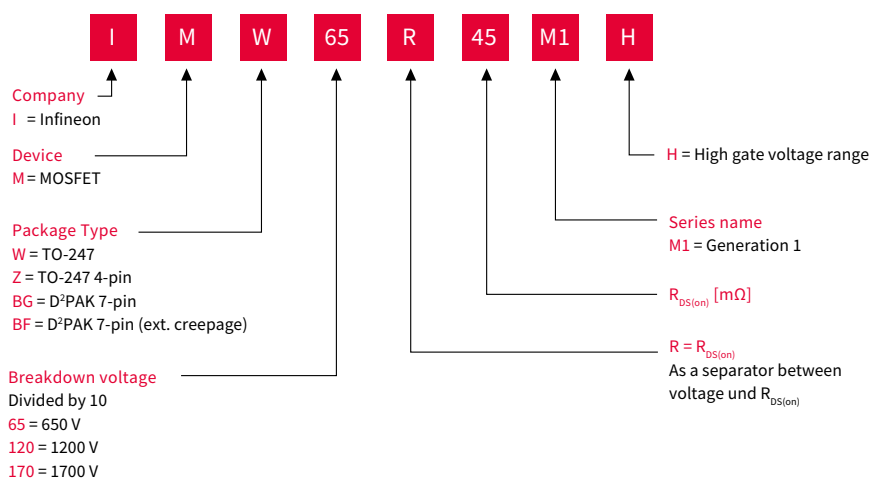 I M W 65 R 45 M1 H
Company
I = Infineon
Device
M = MOSFET
Package Type
W = TO-247
Z = TO-247 4-pin
BG = D²PAK 7-pin
BF = D²PAK 7-pin (ext. creepage)
Breakdown voltage
Divided by 10
65 = 650 V
120 = 1200 V
170 = 1700 V
H = High gate voltage range
Series name
M1 = Generation 1
RDS(on) [mΩ]
R = RDS(on)
As a separator between
voltage und RDS(on)